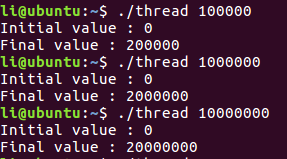 li@ubuntu:~$ ./thread 100000
Initial value : 0
Final value : 200000
li@ubuntu:~$ ./thread 1000000
Initial value : 0
Final value : 2000000
li@ubuntu:~$ ./thread 10000000
Initial value : 0
Final value : 20000000